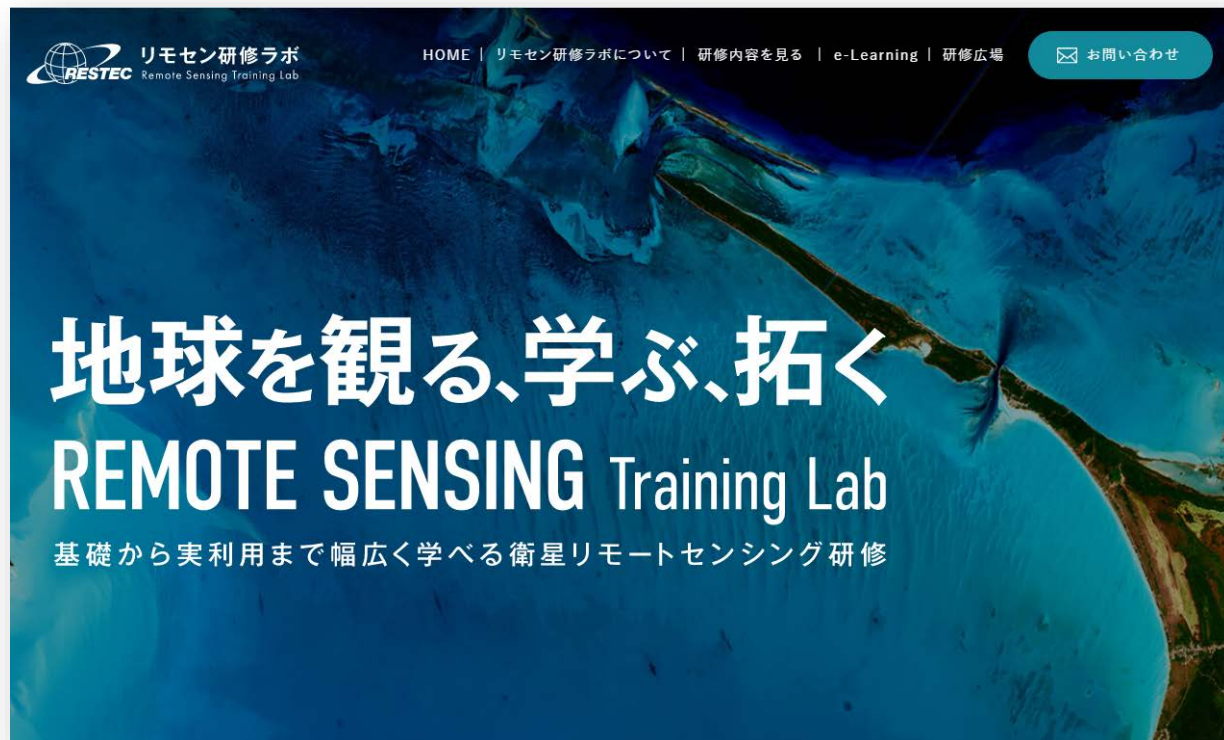 RESTEC
リモセン研修ラボ
Remote Sensing Training Lab
HOME | リモセン研修ラボについて | 研修内容を見る | e-Learning | 研修広場
お問い合わせ
地球を観る、学ぶ、拓く
REMOTE SENSING Training Lab
基礎から実利用まで幅広く学べる衛星リモートセンシング研修